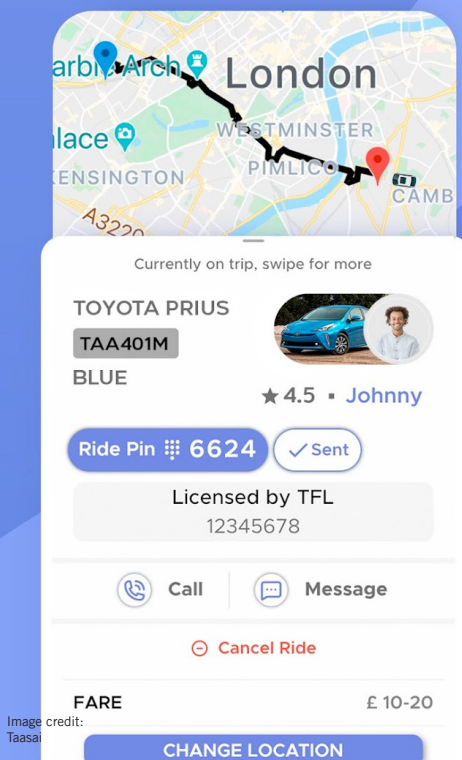 arble Arch
London
lace
WESTMINSTER
PIMLICO
KENSINGTON
CAMB
A3220
Currently on trip, swipe for more
TOYOTA PRIUS
TAA401M
BLUE
4.5 ▪ Johnny
Ride Pin 6624 Sent
Licensed by TFL
12345678
Call Message
Cancel Ride
FARE £ 10-20
CHANGE LOCATION
Image credit:
Taasai